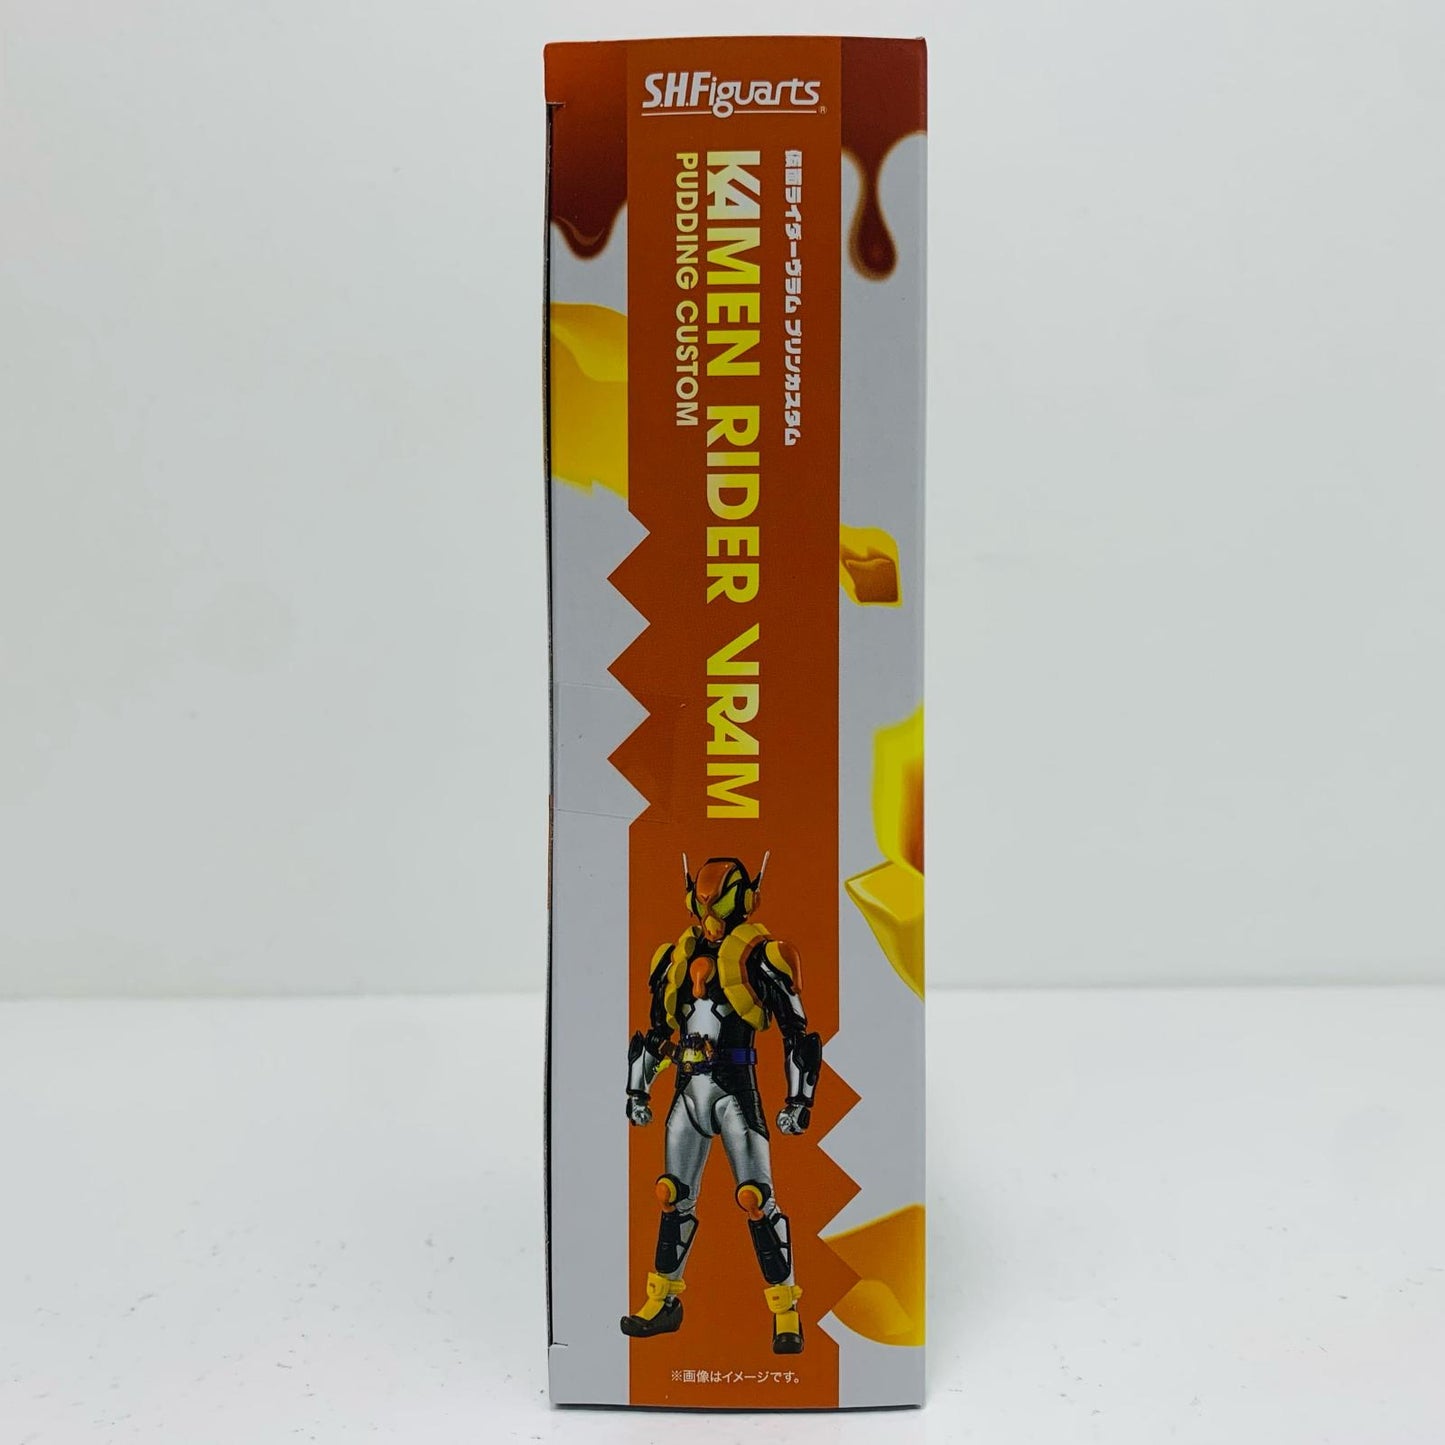 S.H.Figuarts®
仮面ライダーヴラム プリンカスタム
KAMEN RIDER VRAM
PUDDING CUSTOM
※画像はイメージです。